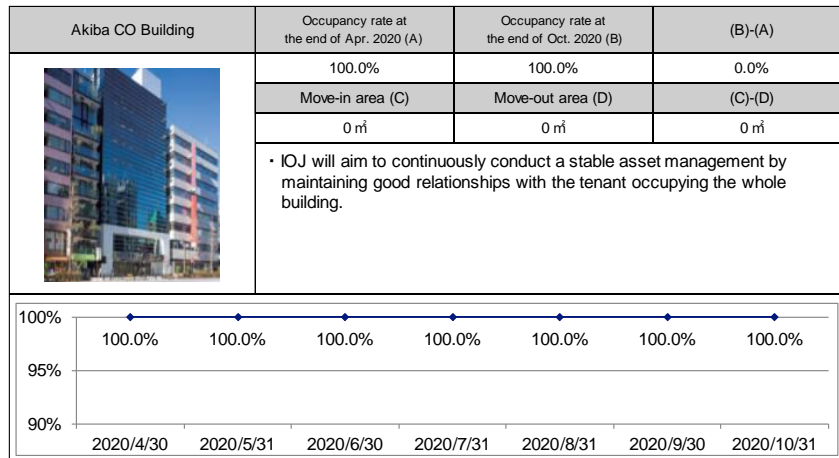 Akiba CO Building
Occupancy rate at
the end of Apr. 2020 (A)
Occupancy rate at
the end of Oct. 2020 (B)
(B)-(A)
100.0%
100.0%
0.0%
Move-in area (C)
Move-out area (D)
(C)-(D)
0 ㎡
0 ㎡
0 ㎡
・IOJ will aim to continuously conduct a stable asset management by
maintaining good relationships with the tenant occupying the whole
building.
100%
100.0%
100.0%
100.0%
100.0%
100.0%
100.0%
100.0%
95%
90%
2020/4/30
2020/5/31
2020/6/30
2020/7/31
2020/8/31
2020/9/30
2020/10/31